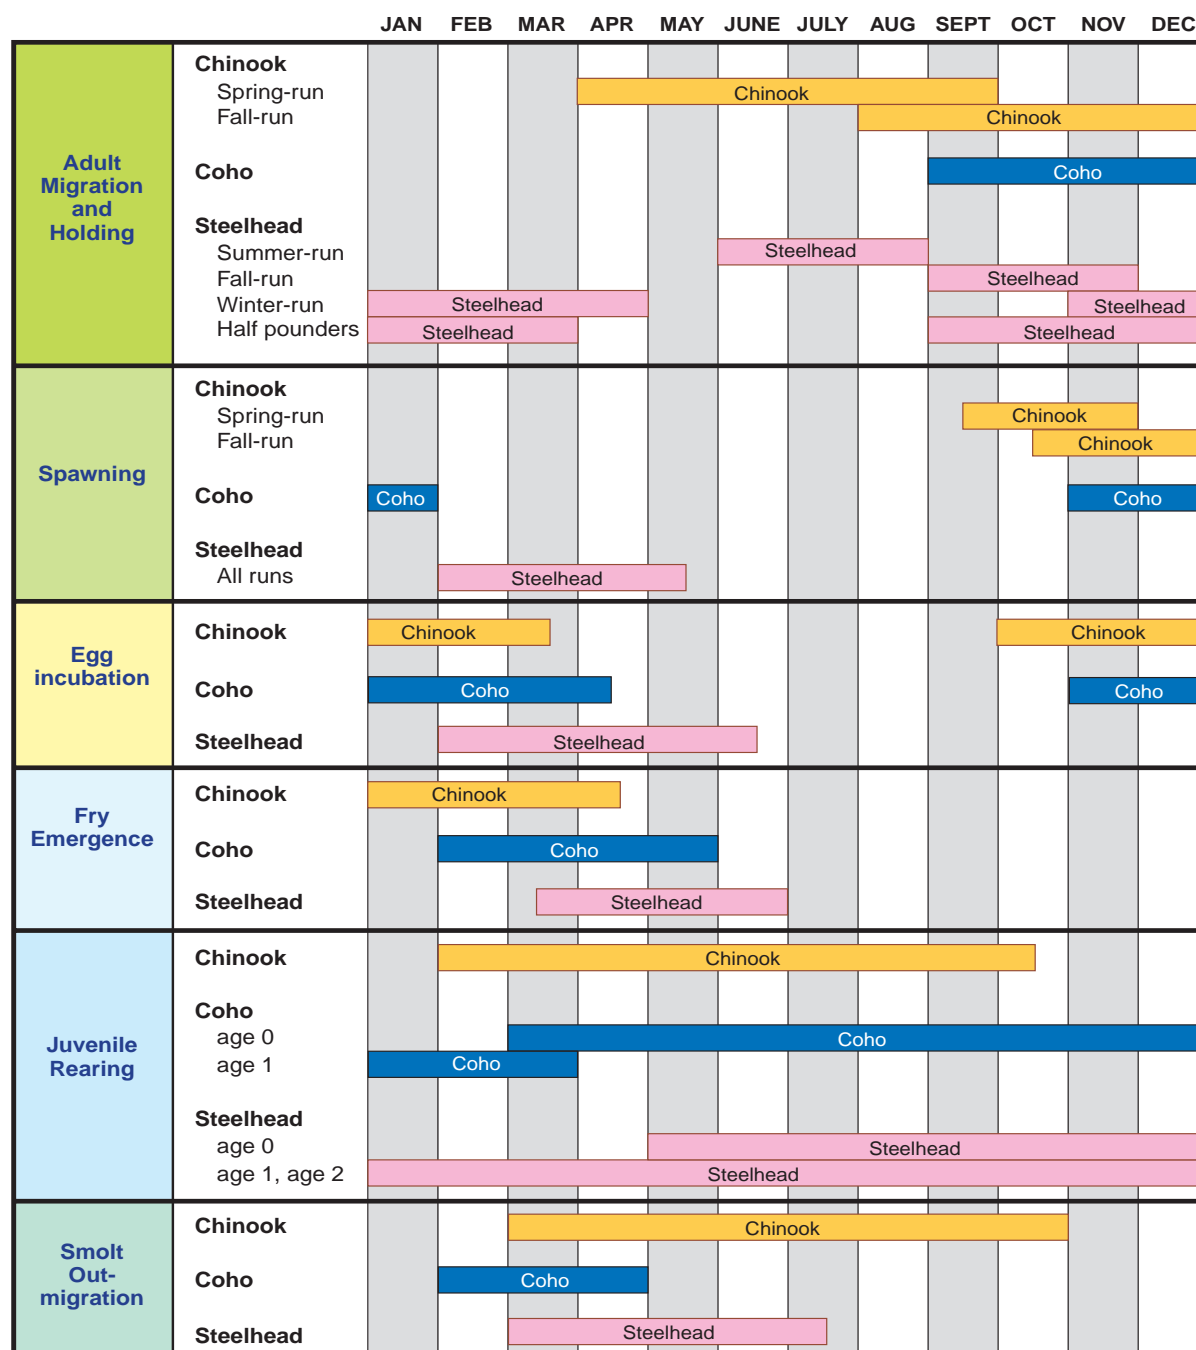 JAN FEB MAR APR MAY JUNE JULY AUG SEPT OCT NOV DEC
Adult
Migration
and
Holding
Chinook
Spring-run Chinook
Fall-run Chinook
Coho Coho
Steelhead
Summer-run Steelhead
Fall-run Steelhead
Winter-run Steelhead Steelhead
Half pounders Steelhead Steelhead
Spawning
Chinook
Spring-run Chinook
Fall-run Chinook
Coho Coho Coho
Steelhead
All runs Steelhead
Egg
incubation
Chinook Chinook Chinook
Coho Coho Coho
Steelhead Steelhead
Fry
Emergence
Chinook Chinook
Coho Coho
Steelhead Steelhead
Juvenile
Rearing
Chinook Chinook
Coho
age 0 Coho
age 1 Coho
Steelhead
age 0 Steelhead
age 1, age 2 Steelhead
Smolt
Out-
migration
Chinook Chinook
Coho Coho
Steelhead Steelhead